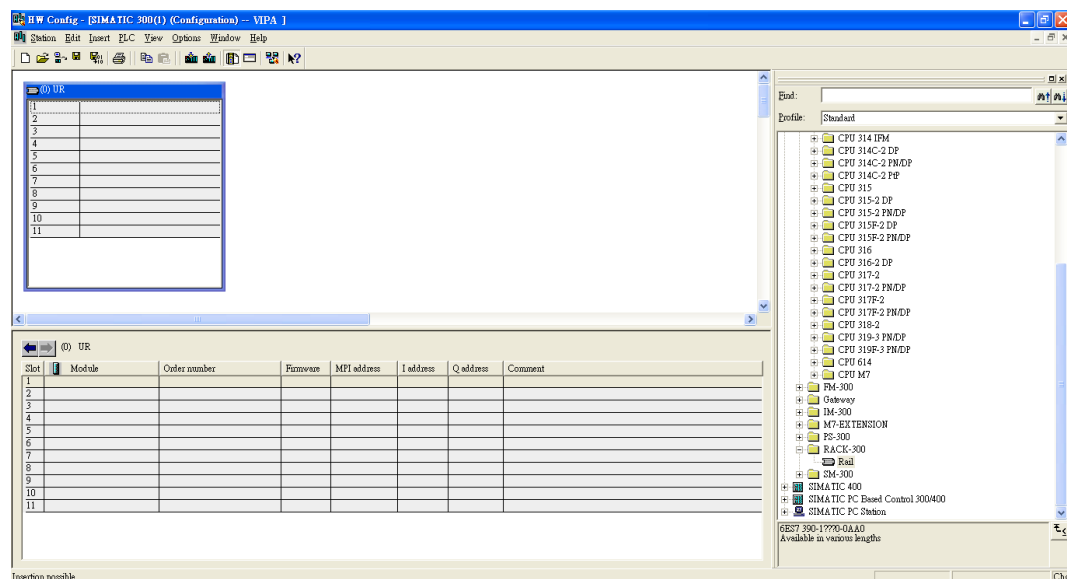 HW Config - [SIMATIC 300(1) (Configuration) -- VIPA ]
Station Edit Insert PLC View Options Window Help
(0) UR
1
2
3
4
5
6
7
8
9
10
11
Find:
Profile: Standard
CPU 314 IFM
CPU 314C-2 DP
CPU 314C-2 PN/DP
CPU 314C-2 PtP
CPU 315
CPU 315-2 DP
CPU 315-2 PN/DP
CPU 315F-2 DP
CPU 315F-2 PN/DP
CPU 316
CPU 316-2 DP
CPU 317-2
CPU 317-2 PN/DP
CPU 317F-2
CPU 317F-2 PN/DP
CPU 318-2
CPU 319-3 PN/DP
CPU 319F-3 PN/DP
CPU 614
CPU M7
FM-300
Gateway
IM-300
M7-EXTENSION
PS-300
RACK-300
Rail
SM-300
SIMATIC 400
SIMATIC PC Based Control 300/400
SIMATIC PC Station
6ES7 390-1???0-0AA0
Available in various lengths
(0) UR
Slot Module Order number Firmware MPI address I address Q address Comment
1
2
3
4
5
6
7
8
9
10
11
Insertion possible